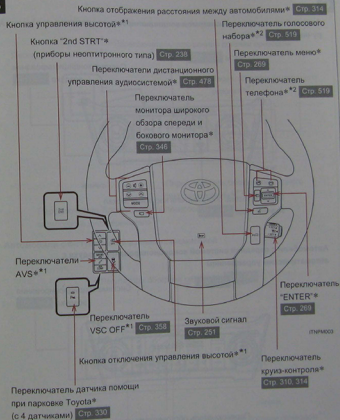 Кнопка отображения расстояния между автомобилями* Стр. 314
Кнопка управления высотой*¹
Переключатель голосового
набора*² Стр. 519
Кнопка "2nd STRT"*
(приборы неоптитронного типа) Стр. 236
Переключатель меню*
Стр. 269
Переключатели дистанционного
управления аудиосистемой* Стр. 478
Переключатель
телефона*² Стр. 519
Переключатель
монитора широкого
обзора спереди и
бокового монитора*
Стр. 346
Переключатели
AVS*¹
Переключатель
VSC OFF*¹ Стр. 358
Звуковой сигнал
Стр. 251
Переключатель
"ENTER"*
Стр. 269
Кнопка отключения управления высотой*¹
Переключатель
круиз-контроля*
Стр. 310, 314
Переключатель датчика помощи
при парковке Toyota*
(с 4 датчиками) Стр. 330